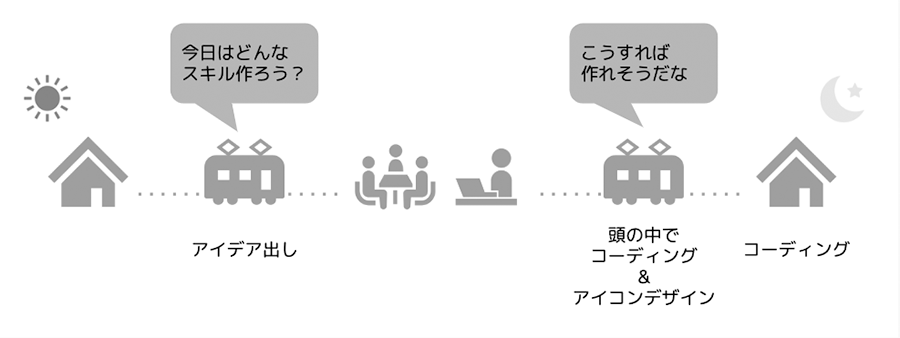 今日はどんな
スキル作ろう？
こうすれば
作れそうだな
アイデア出し
頭の中で
コーディング
&
アイコンデザイン
コーディング